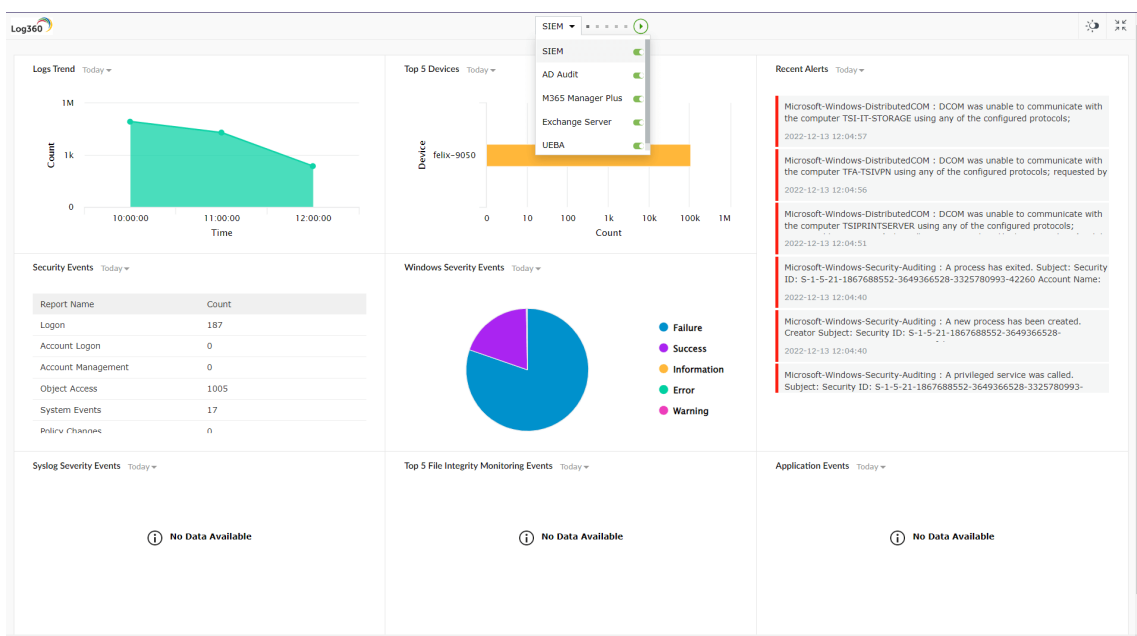 Log360
SIEM
SIEM
AD Audit
M365 Manager Plus
Exchange Server
UEBA
Logs Trend Today
1M
1k
0
Count
10:00:00 11:00:00 12:00:00
Time
Top 5 Devices Today
Device
felix-9050
0 10 100 1k 10k 100k 1M
Count
Recent Alerts Today
Microsoft-Windows-DistributedCOM : DCOM was unable to communicate with
the computer TSI-IT-STORAGE using any of the configured protocols;
2022-12-13 12:04:57
Microsoft-Windows-DistributedCOM : DCOM was unable to communicate with
the computer TFA-TSIVPN using any of the configured protocols; requested by
2022-12-13 12:04:56
Microsoft-Windows-DistributedCOM : DCOM was unable to communicate with
the computer TSIPRINTSERVER using any of the configured protocols;
2022-12-13 12:04:51
Microsoft-Windows-Security-Auditing : A process has exited. Subject: Security
ID: S-1-5-21-1867688552-3649366528-3325780993-42260 Account Name:
2022-12-13 12:04:40
Microsoft-Windows-Security-Auditing : A new process has been created.
Creator Subject: Security ID: S-1-5-21-1867688552-3649366528-
2022-12-13 12:04:40
Microsoft-Windows-Security-Auditing : A privileged service was called.
Subject: Security ID: S-1-5-21-1867688552-3649366528-3325780993-
Security Events Today
Report Name Count
Logon 187
Account Logon 0
Account Management 0
Object Access 1005
System Events 17
Policy Changes 0
Windows Severity Events Today
Failure
Success
Information
Error
Warning
Syslog Severity Events Today
No Data Available
Top 5 File Integrity Monitoring Events Today
No Data Available
Application Events Today
No Data Available